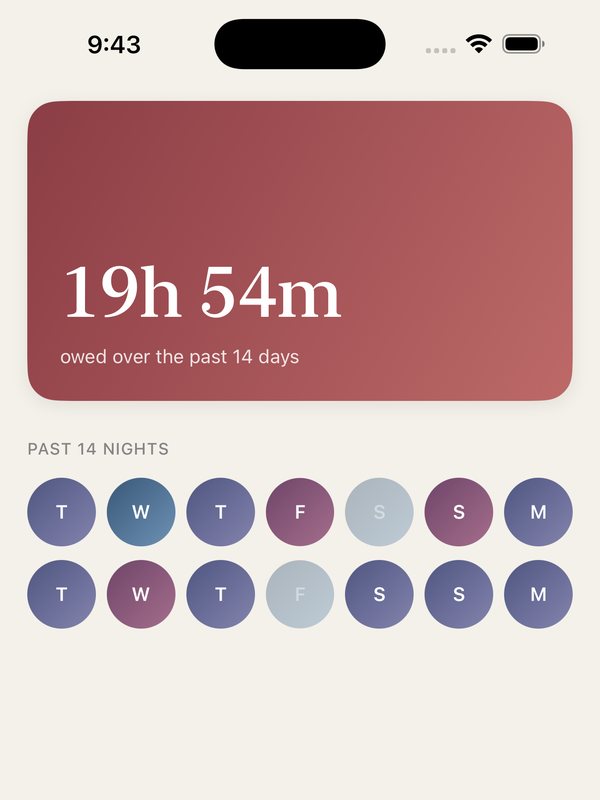 9:43
19h 54m
owed over the past 14 days
PAST 14 NIGHTS
T W T F S S M
T W T F S S M